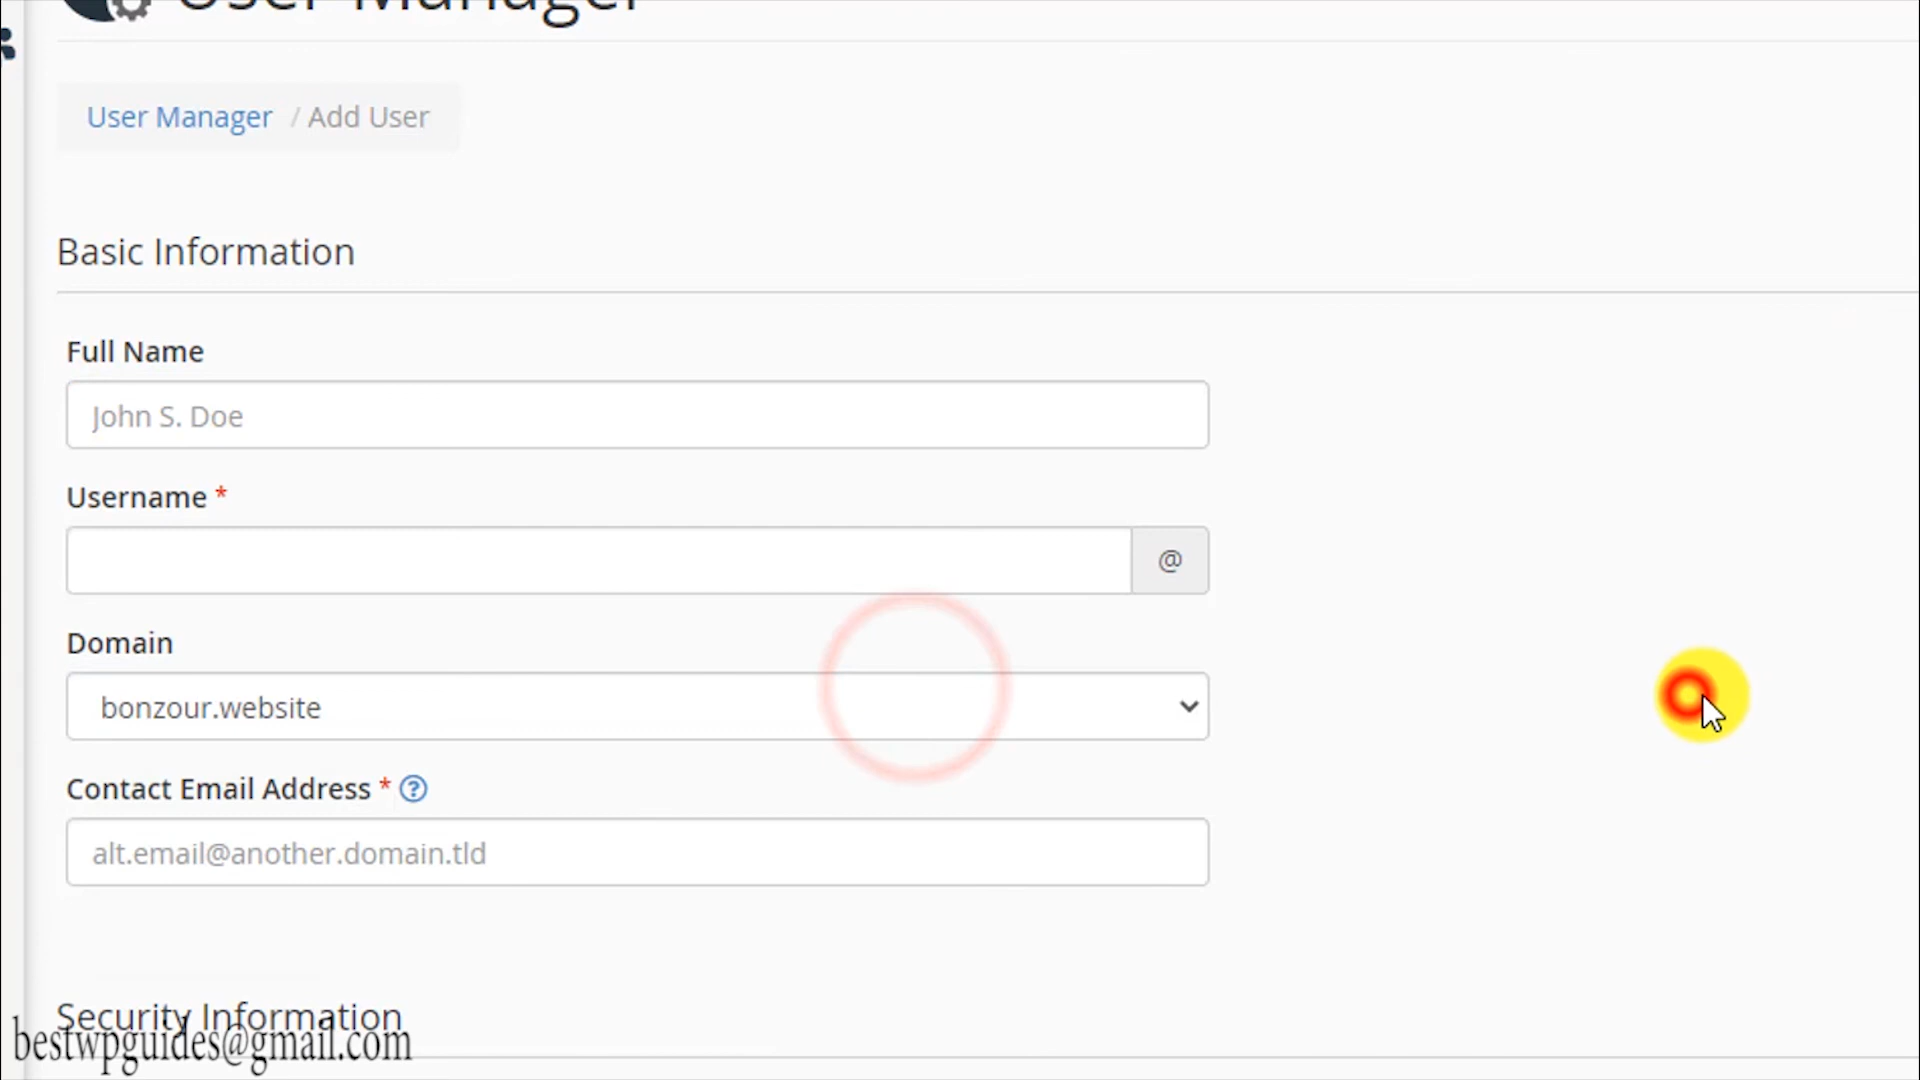 User Manager
User Manager / Add User
Basic Information
Full Name
John S. Doe
Username *
@
Domain
bonzour.website
Contact Email Address * ?
alt.email@another.domain.tld
Security Information
bestwpguides@gmail.com